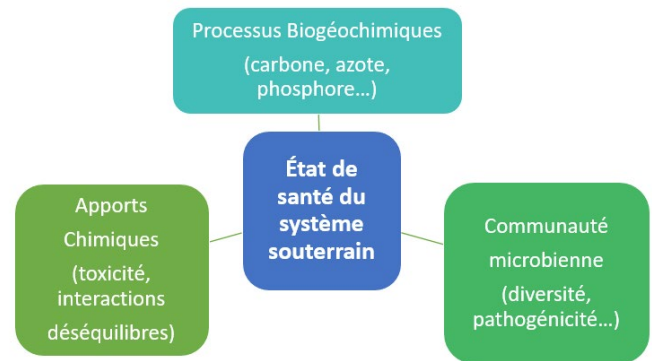 Processus Biogéochimiques
(carbone, azote,
phosphore...)
État de
santé du
système
souterrain
Apports
Chimiques
(toxicité,
interactions
déséquilibres)
Communauté
microbienne
(diversité,
pathogénicité...)